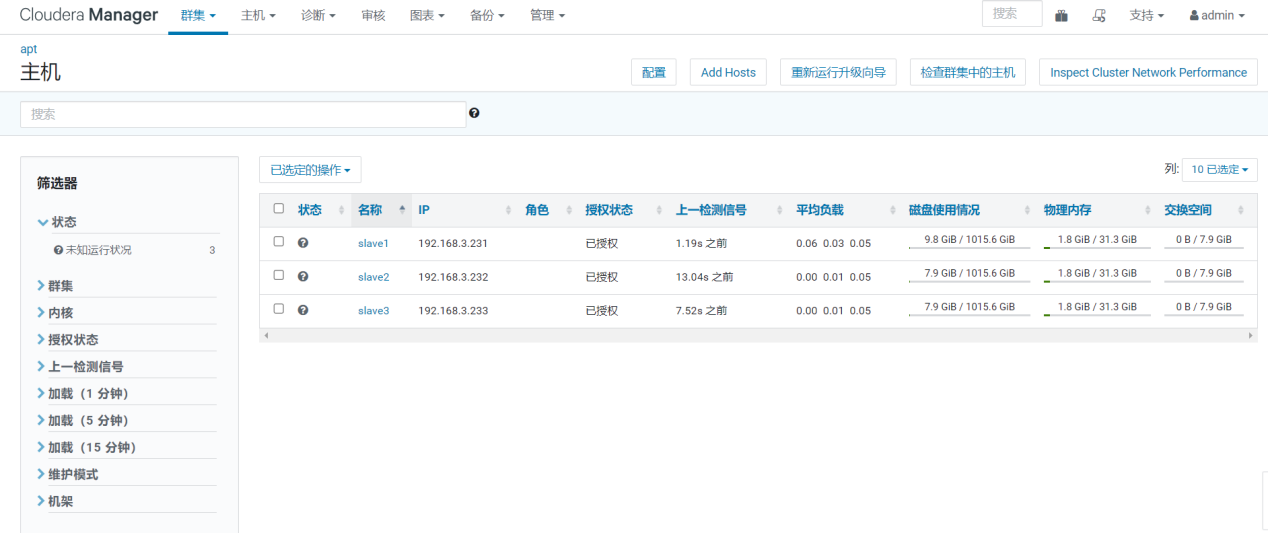 Cloudera Manager 群集 主机 诊断 审核 图表 备份 管理 搜索 支持 admin
apt
主机 配置 Add Hosts 重新运行升级向导 检查群集中的主机 Inspect Cluster Network Performance
搜索
筛选器
状态
未知运行状况 3
群集
内核
授权状态
上一检测信号
加载（1 分钟）
加载（5 分钟）
加载（15 分钟）
维护模式
机架
已选定的操作 列: 10 已选定
状态 名称 IP 角色 授权状态 上一检测信号 平均负载 磁盘使用情况 物理内存 交换空间
slave1 192.168.3.231 已授权 1.19s 之前 0.06 0.03 0.05 9.8 GiB / 1015.6 GiB 1.8 GiB / 31.3 GiB 0 B / 7.9 GiB
slave2 192.168.3.232 已授权 13.04s 之前 0.00 0.01 0.05 7.9 GiB / 1015.6 GiB 1.8 GiB / 31.3 GiB 0 B / 7.9 GiB
slave3 192.168.3.233 已授权 7.52s 之前 0.00 0.01 0.05 7.9 GiB / 1015.6 GiB 1.8 GiB / 31.3 GiB 0 B / 7.9 GiB